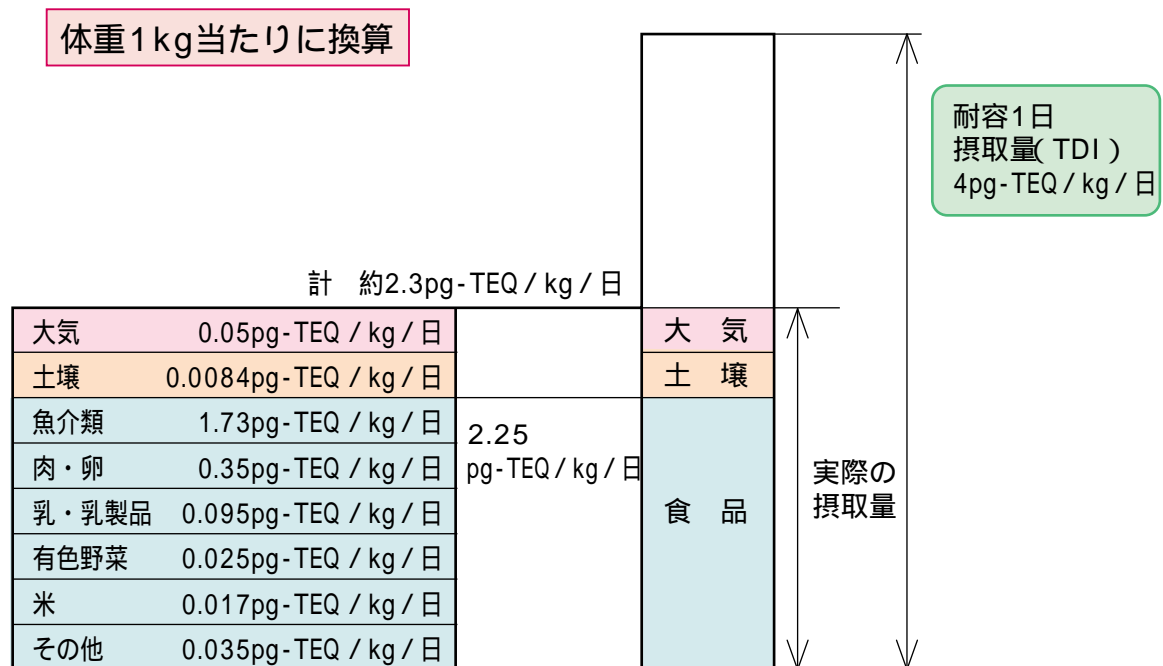 体重1kg当たりに換算
耐容1日
摂取量(TDI)
4pg-TEQ/kg/日
計 約2.3pg-TEQ/kg/日
大気 0.05pg-TEQ/kg/日
土壌 0.0084pg-TEQ/kg/日
魚介類 1.73pg-TEQ/kg/日
肉・卵 0.35pg-TEQ/kg/日
乳・乳製品 0.095pg-TEQ/kg/日
有色野菜 0.025pg-TEQ/kg/日
米 0.017pg-TEQ/kg/日
その他 0.035pg-TEQ/kg/日
2.25
pg-TEQ/kg/日
大 気
土 壌
食 品
実際の
摂取量